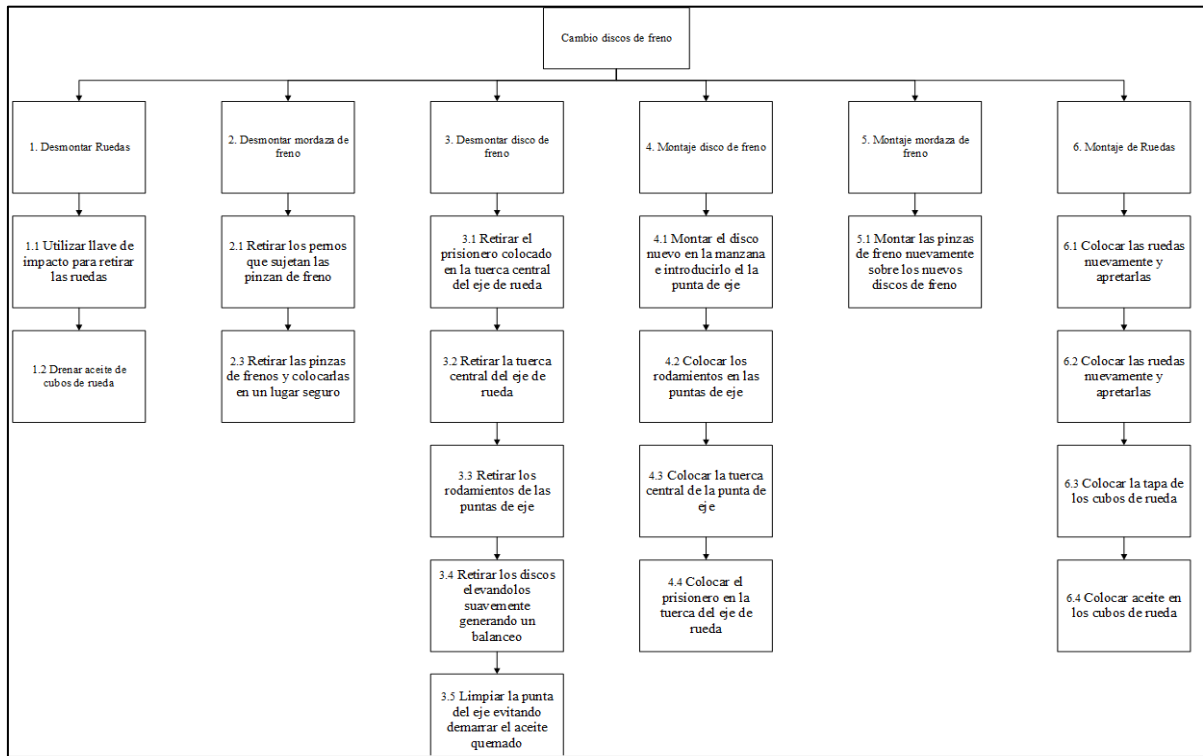 Cambio discos de freno
1. Desmontar Ruedas
2. Desmontar mordaza de
freno
3. Desmontar disco de
freno
4. Montaje disco de freno
5. Montaje mordaza de
freno
6. Montaje de Ruedas
1.1 Utilizar llave de
impacto para retirar
las ruedas
2.1 Retirar los pernos
que sujetan las
pinzan de freno
3.1 Retirar el
prisionero colocado
en la tuerca central
del eje de rueda
4.1 Montar el disco
nuevo en la manzana
e introducirlo el la
punta de eje
5.1 Montar las pinzas
de freno nuevamente
sobre los nuevos
discos de freno
6.1 Colocar las ruedas
nuevamente y
apretarlas
1.2 Drenar aceite de
cubos de rueda
2.3 Retirar las pinzas
de frenos y colocarlas
en un lugar seguro
3.2 Retirar la tuerca
central del eje de
rueda
4.2 Colocar los
rodamientos en las
puntas de eje
6.2 Colocar las ruedas
nuevamente y
apretarlas
3.3 Retirar los
rodamientos de las
puntas de eje
4.3 Colocar la tuerca
central de la punta de
eje
6.3 Colocar la tapa de
los cubos de rueda
3.4 Retirar los discos
elevandolos
suavemente
generando un
balanceo
4.4 Colocar el
prisionero en la
tuerca del eje de
rueda
6.4 Colocar aceite en
los cubos de rueda
3.5 Limpiar la punta
del eje evitando
demarrar el aceite
quemado